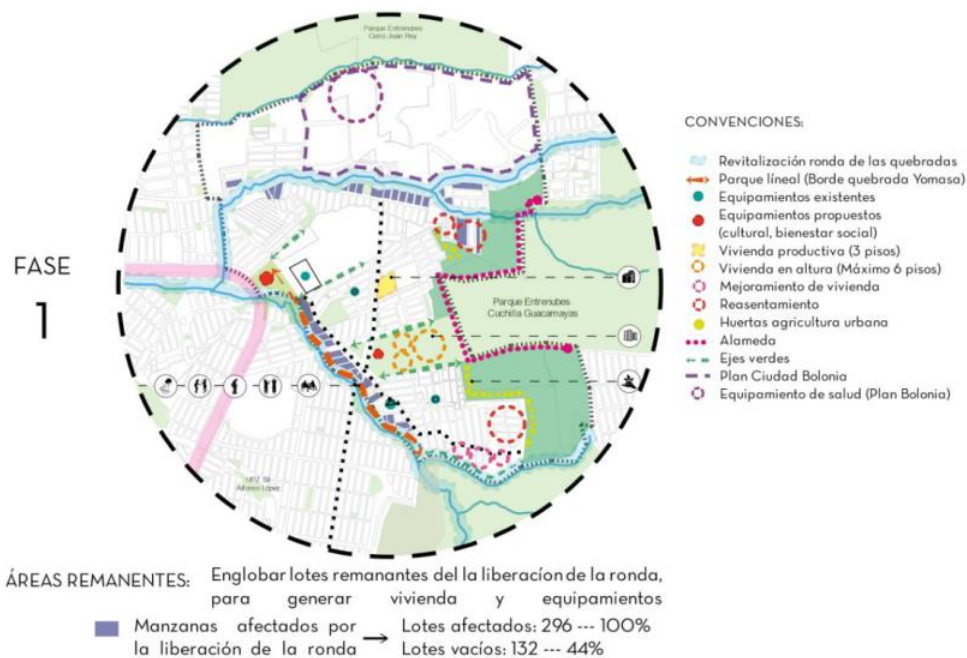 Parque Entrenubes
Cerro Juan Rey
FASE
1
Parque Entrenubes
Cuchilla Guacamayas
Alfonso López
CONVENCIONES:
Revitalización ronda de las quebradas
Parque líneal (Borde quebrada Yomasa)
Equipamientos existentes
Equipamientos propuestos
(cultural, bienestar social)
Vivienda productiva (3 pisos)
Vivienda en altura (Máximo 6 pisos)
Mejoramiento de vivienda
Reasentamiento
Huertas agricultura urbana
Alameda
Ejes verdes
Plan Ciudad Bolonia
Equipamiento de salud (Plan Bolonia)
ÁREAS REMANENTES: Englobar lotes remanantes del la liberacíon de la ronda,
para generar vivienda y equipamientos
Manzanas afectados por
la liberación de la ronda
Lotes afectados: 296 --- 100%
Lotes vacíos: 132 --- 44%